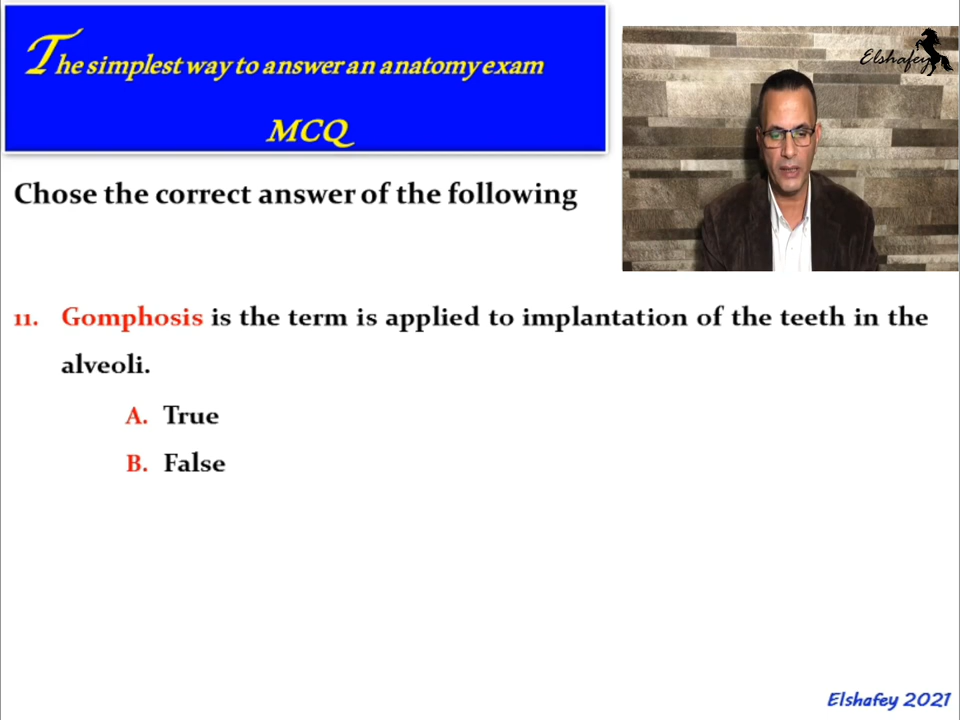 The simplest way to answer an anatomy exam
MCQ
Elshafey
Chose the correct answer of the following
11. Gomphosis is the term is applied to implantation of the teeth in the
alveoli.
A. True
B. False
Elshafey 2021